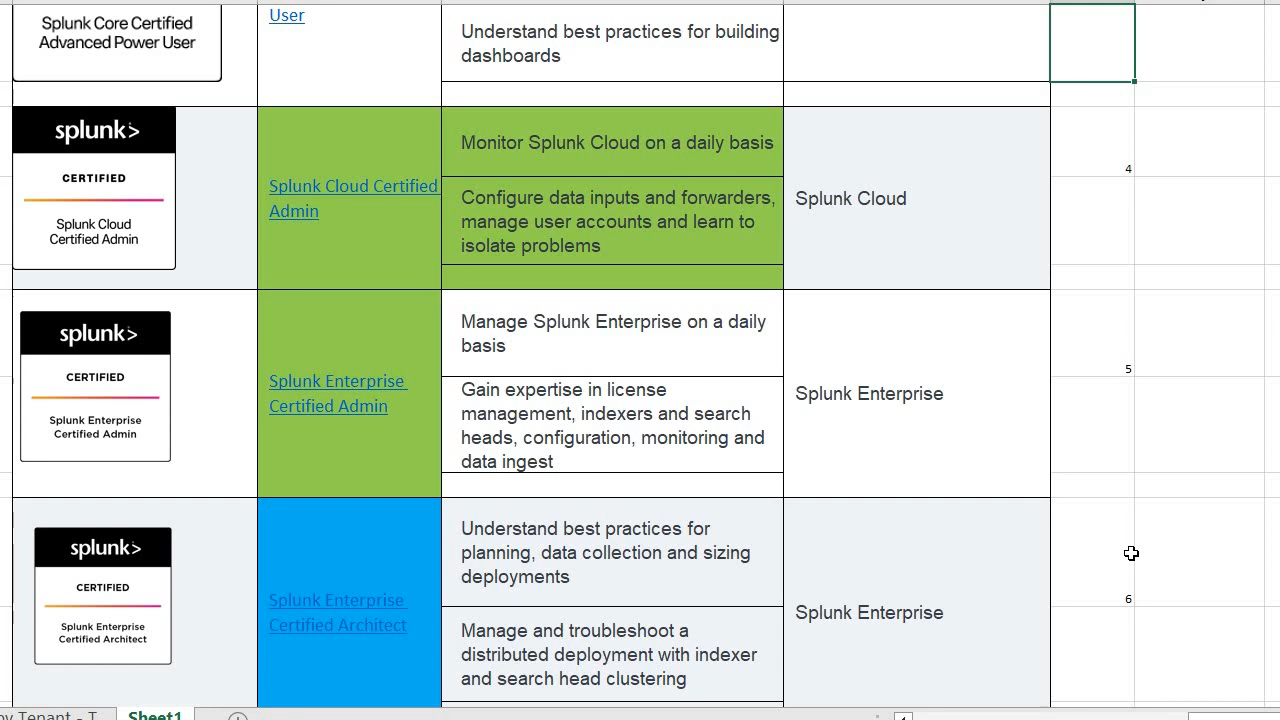 Splunk Core Certified
Advanced Power User
User
Understand best practices for building
dashboards
splunk>
CERTIFIED
Splunk Cloud
Certified Admin
Splunk Cloud Certified
Admin
Monitor Splunk Cloud on a daily basis
Configure data inputs and forwarders,
manage user accounts and learn to
isolate problems
Splunk Cloud
4
splunk>
CERTIFIED
Splunk Enterprise
Certified Admin
Splunk Enterprise
Certified Admin
Manage Splunk Enterprise on a daily
basis
Gain expertise in license
management, indexers and search
heads, configuration, monitoring and
data ingest
Splunk Enterprise
5
splunk>
CERTIFIED
Splunk Enterprise
Certified Architect
Splunk Enterprise
Certified Architect
Understand best practices for
planning, data collection and sizing
deployments
Manage and troubleshoot a
distributed deployment with indexer
and search head clustering
Splunk Enterprise
6
by Tenant - T
Sheet1